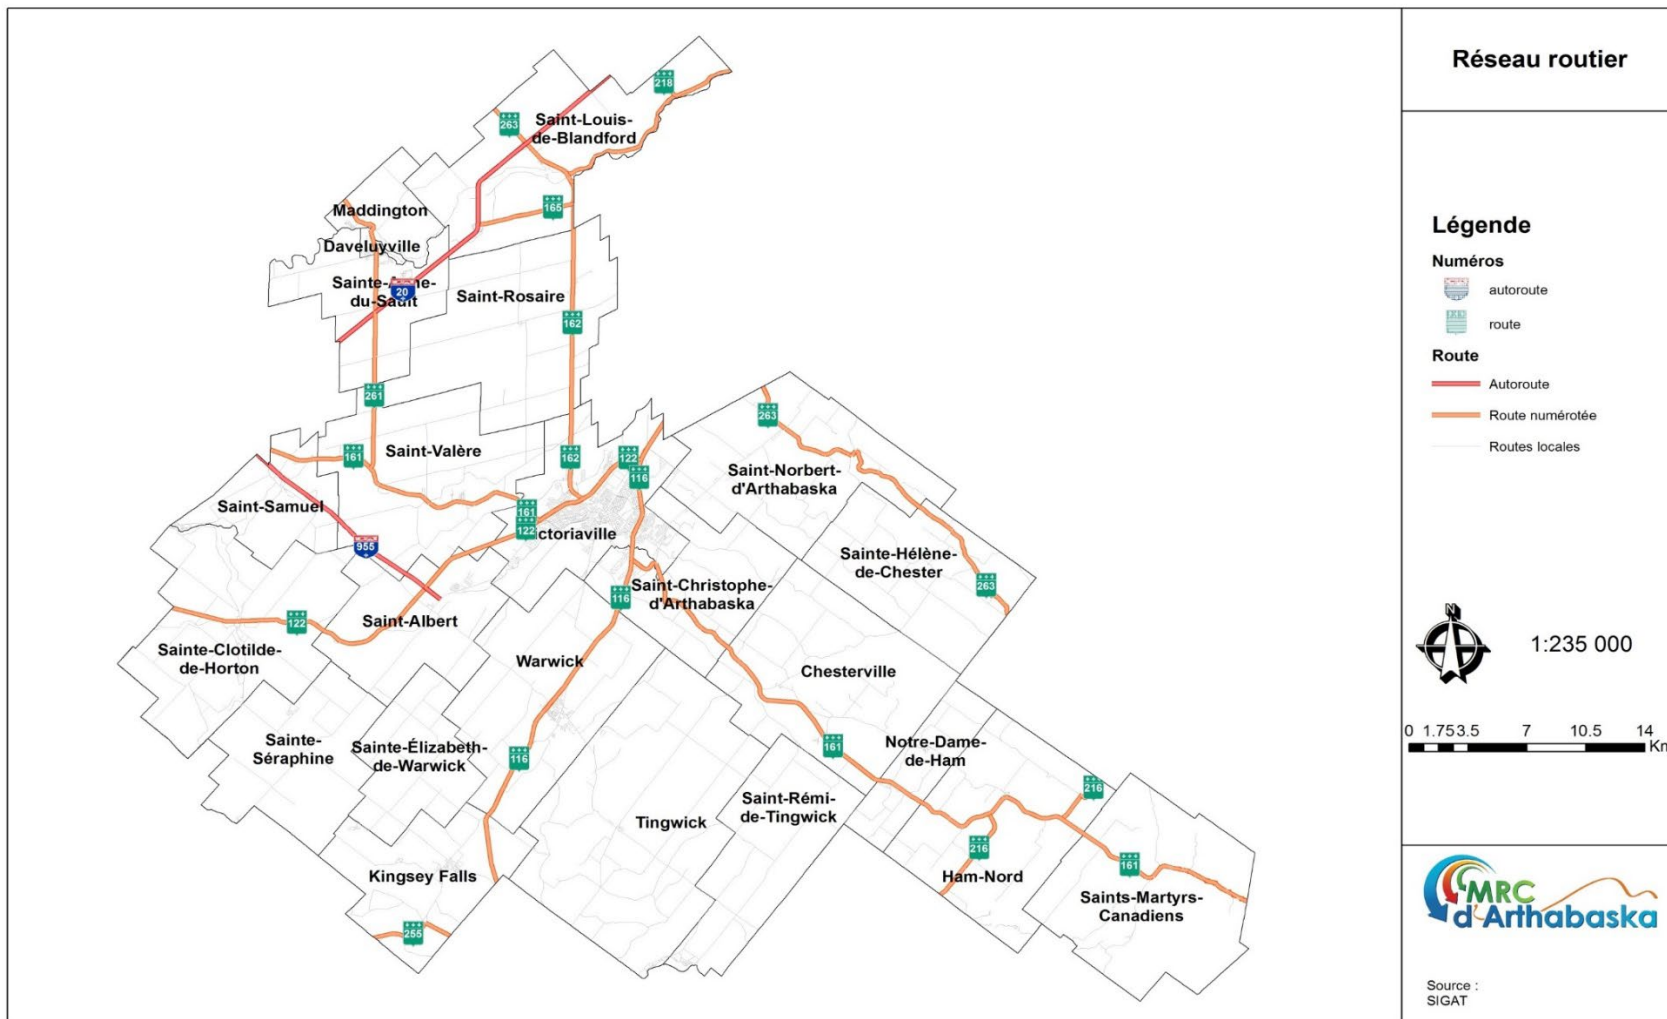 Réseau routier
218
263
Saint-Louis-
de-Blandford
165
Maddington
Daveluyville
Sainte-Anne-
du-Sault
20
Saint-Rosaire
162
261
263
161
Saint-Valère
162
122
116
Saint-Norbert-
d'Arthabaska
Saint-Samuel
161
122
Victoriaville
955
Sainte-Hélène-
de-Chester
263
Saint-Christophe-
d'Arthabaska
116
122
Saint-Albert
Sainte-Clotilde-
de-Horton
Warwick
Chesterville
Sainte-
Séraphine
Sainte-Élizabeth-
de-Warwick
116
161
Notre-Dame-
de-Ham
216
Saint-Rémi-
de-Tingwick
Tingwick
216
161
Kingsey Falls
Ham-Nord
Saints-Martyrs-
Canadiens
255
Légende
Numéros
autoroute
route
Route
Autoroute
Route numérotée
Routes locales
N
1:235 000
0 1.75 3.5 7 10.5 14
Km
MRC
d'Arthabaska
Source :
SIGAT